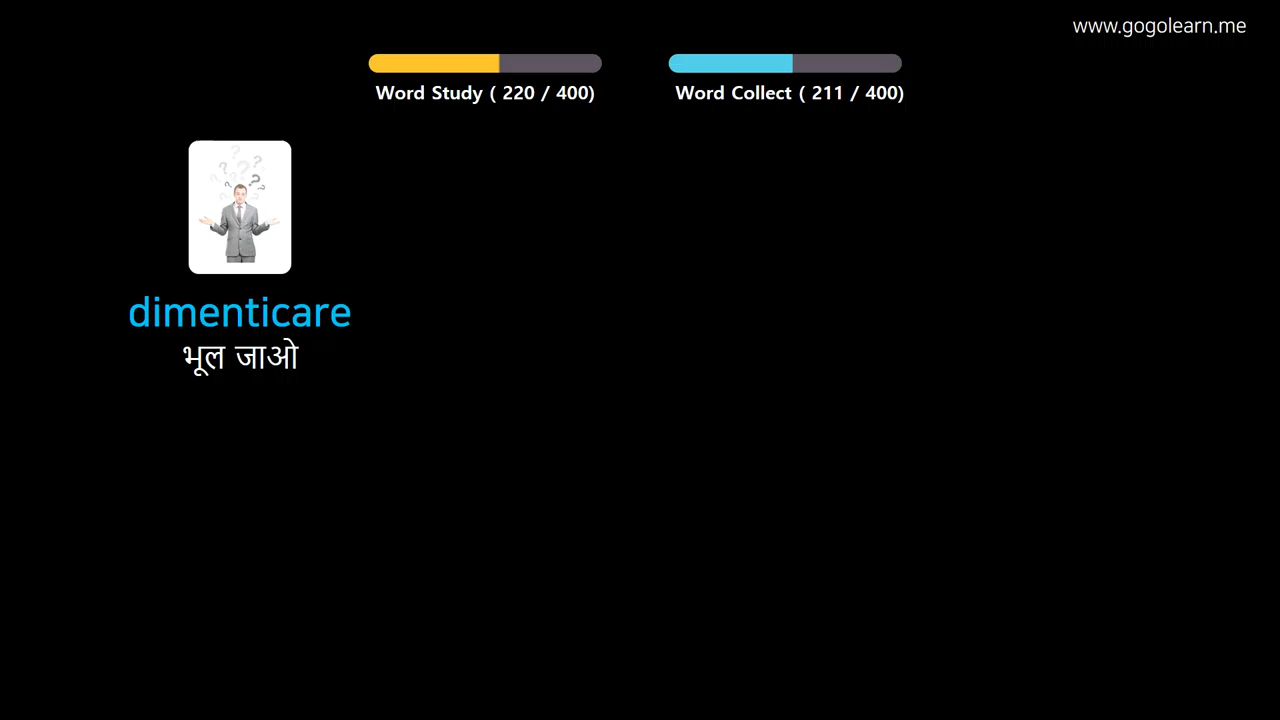 www.gogolearn.me
Word Study ( 220 / 400)
Word Collect ( 211 / 400)
dimenticare
भूल जाओ